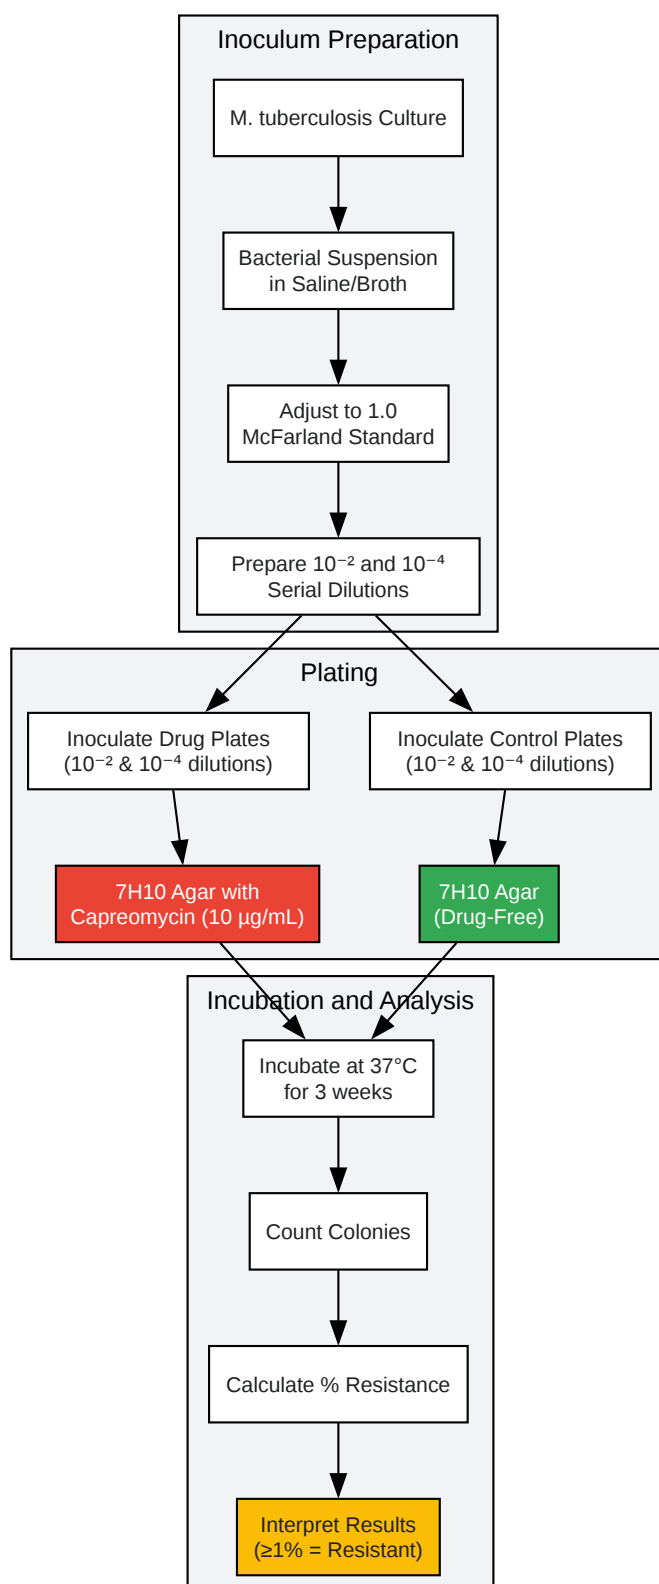 Inoculum Preparation
M. tuberculosis Culture
Bacterial Suspension
in Saline/Broth
Adjust to 1.0
McFarland Standard
Prepare 10⁻² and 10⁻⁴
Serial Dilutions
Plating
Inoculate Drug Plates
(10⁻² & 10⁻⁴ dilutions)
Inoculate Control Plates
(10⁻² & 10⁻⁴ dilutions)
7H10 Agar with
Capreomycin (10 µg/mL)
7H10 Agar
(Drug-Free)
Incubation and Analysis
Incubate at 37°C
for 3 weeks
Count Colonies
Calculate % Resistance
Interpret Results
(≥1% = Resistant)